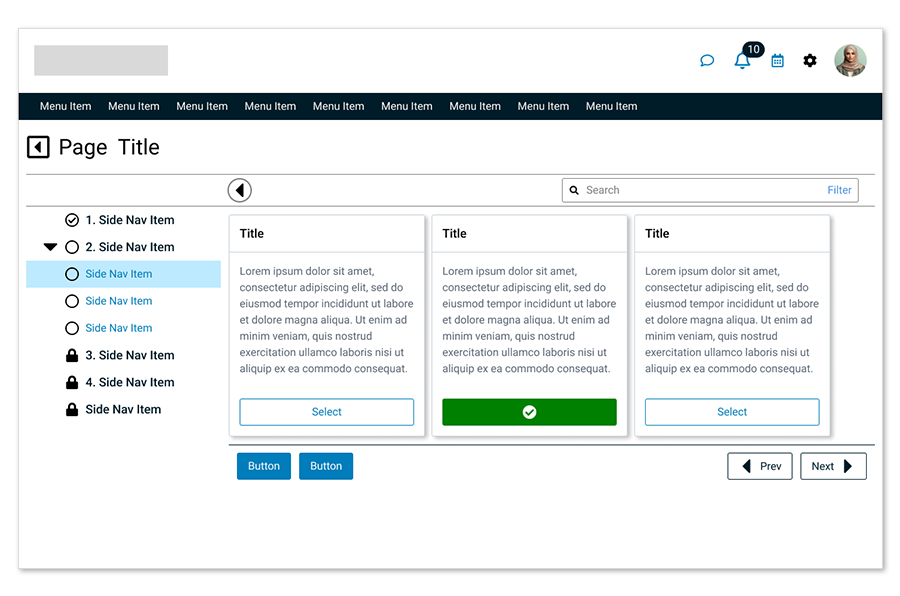 10
Menu Item Menu Item Menu Item Menu Item Menu Item Menu Item Menu Item Menu Item Menu Item
Page Title
Search Filter
1. Side Nav Item
2. Side Nav Item
Side Nav Item
Side Nav Item
Side Nav Item
3. Side Nav Item
4. Side Nav Item
Side Nav Item
Title
Lorem ipsum dolor sit amet,
consectetur adipiscing elit, sed do
eiusmod tempor incididunt ut labore
et dolore magna aliqua. Ut enim ad
minim veniam, quis nostrud
exercitation ullamco laboris nisi ut
aliquip ex ea commodo consequat.
Select
Title
Lorem ipsum dolor sit amet,
consectetur adipiscing elit, sed do
eiusmod tempor incididunt ut labore
et dolore magna aliqua. Ut enim ad
minim veniam, quis nostrud
exercitation ullamco laboris nisi ut
aliquip ex ea commodo consequat.
Title
Lorem ipsum dolor sit amet,
consectetur adipiscing elit, sed do
eiusmod tempor incididunt ut labore
et dolore magna aliqua. Ut enim ad
minim veniam, quis nostrud
exercitation ullamco laboris nisi ut
aliquip ex ea commodo consequat.
Select
Button Button Prev Next